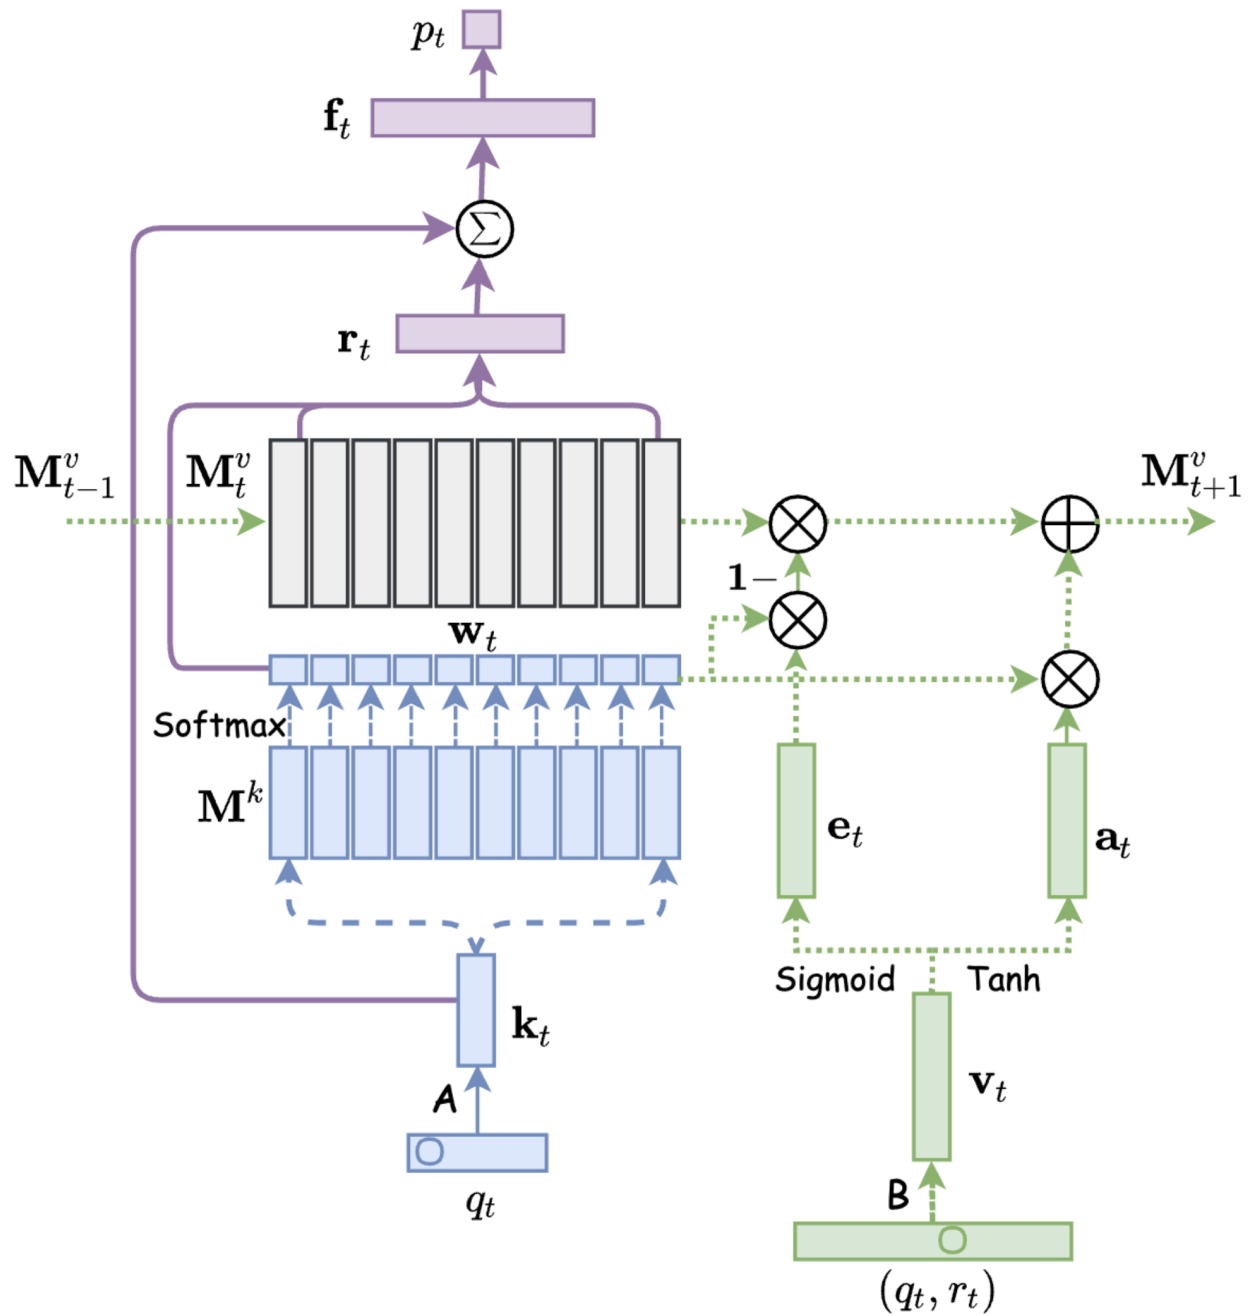 p_t
f_t
Σ
r_t
M^v_{t-1}
M^v_t
M^v_{t+1}
1-
w_t
Softmax
M^k
e_t
a_t
Sigmoid
Tanh
k_t
v_t
A
B
q_t
(q_t, r_t)